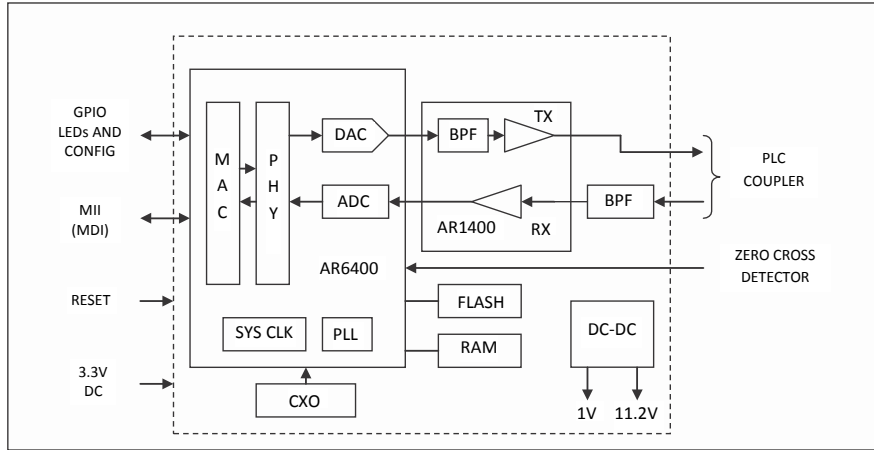 GPIO
LEDs AND
CONFIG
MII
(MDI)
RESET
3.3V
DC
M
A
C
P
H
Y
DAC
ADC
AR6400
SYS CLK
PLL
CXO
BPF
TX
AR1400
RX
BPF
FLASH
RAM
DC-DC
1V
11.2V
PLC
COUPLER
ZERO CROSS
DETECTOR